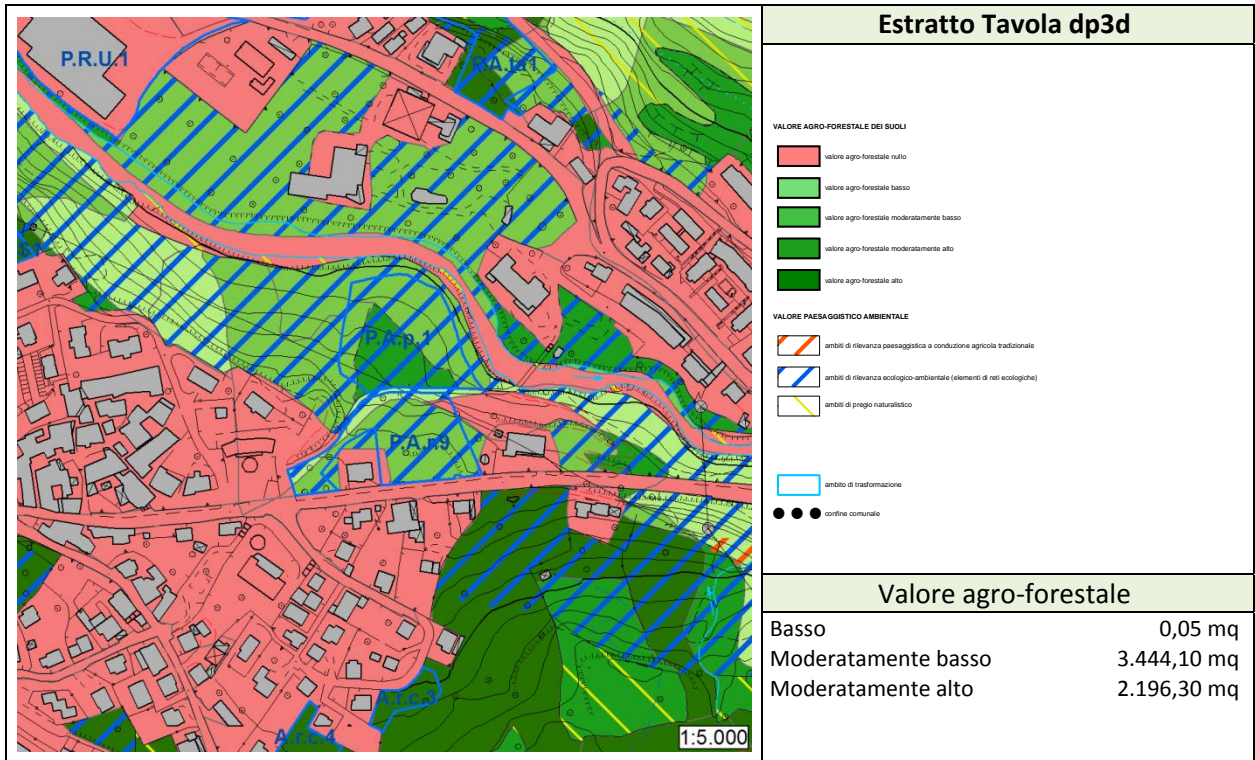 P.R.U.1
P.A.p.1
P.A.r.9
A.r.c.3
A.r.c.4
1:5.000
Estratto Tavola dp3d
VALORE AGRO-FORESTALE DEI SUOLI
valore agro-forestale nullo
valore agro-forestale basso
valore agro-forestale moderatamente basso
valore agro-forestale moderatamente alto
valore agro-forestale alto
VALORE PAESAGGISTICO AMBIENTALE
ambiti di rilevanza paesaggistica a conduzione agricola tradizionale
ambiti di rilevanza ecologico-ambientale (elementi di reti ecologiche)
ambiti di pregio naturalistico
ambito di trasformazione
confine comunale
Valore agro-forestale
Basso 0,05 mq
Moderatamente basso 3.444,10 mq
Moderatamente alto 2.196,30 mq